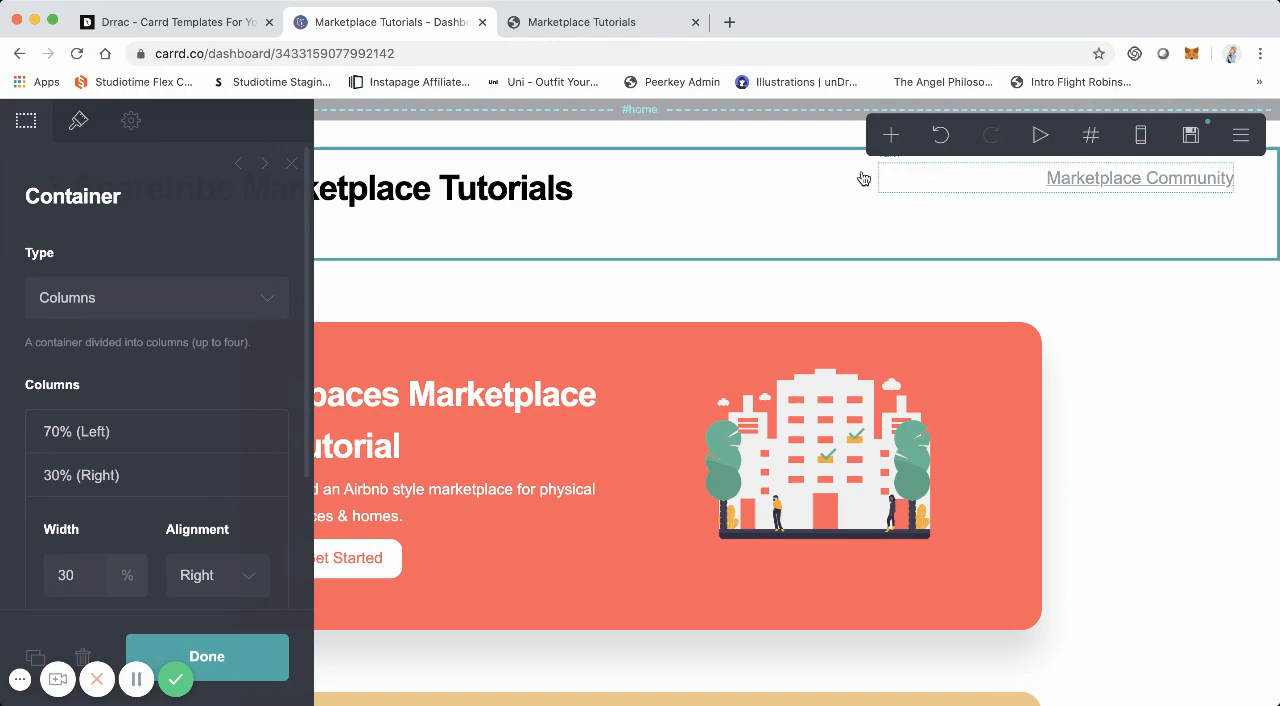 Drrac - Carrd Templates For Yo
Marketplace Tutorials - Dashbo
Marketplace Tutorials
carrd.co/dashboard/3433159077992142
Apps
Studiotime Flex C...
Studiotime Stagin...
Instapage Affiliate...
Uni - Outfit Your...
Peerkey Admin
Illustrations | unDr...
The Angel Philoso...
Intro Flight Robins...
»
#home
Container
Sharetribe Marketplace Tutorials
Marketplace Community
Type
Columns
A container divided into columns (up to four).
Columns
70% (Left)
30% (Right)
Width
Alignment
30
%
Right
Done
paces Marketplace
utorial
d an Airbnb style marketplace for physical
ces & homes.
et Started